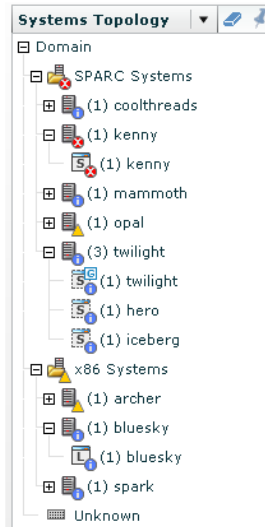 Systems Topology
Domain
SPARC Systems
(1) coolthreads
(1) kenny
S (1) kenny
(1) mammoth
(1) opal
(3) twilight
S G (1) twilight
S (1) hero
S (1) iceberg
x86 Systems
(1) archer
(1) bluesky
L (1) bluesky
(1) spark
Unknown